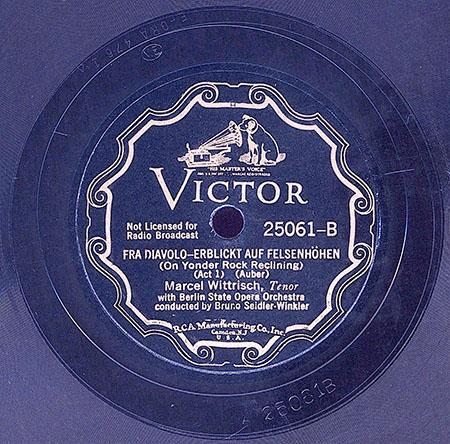 "HIS MASTER'S VOICE"
VICTOR
Not Licensed for
Radio Broadcast
25061-B
FRA DIAVOLO-ERBLICKT AUF FELSENHÖHEN
(On Yonder Rock Reclining)
(Act 1) (Auber)
Marcel Wittrisch, Tenor
with Berlin State Opera Orchestra
conducted by Bruno Seidler-Winkler
R.C.A. Manufacturing Co., Inc.
Camden, N.J.
U.S.A.
25061B